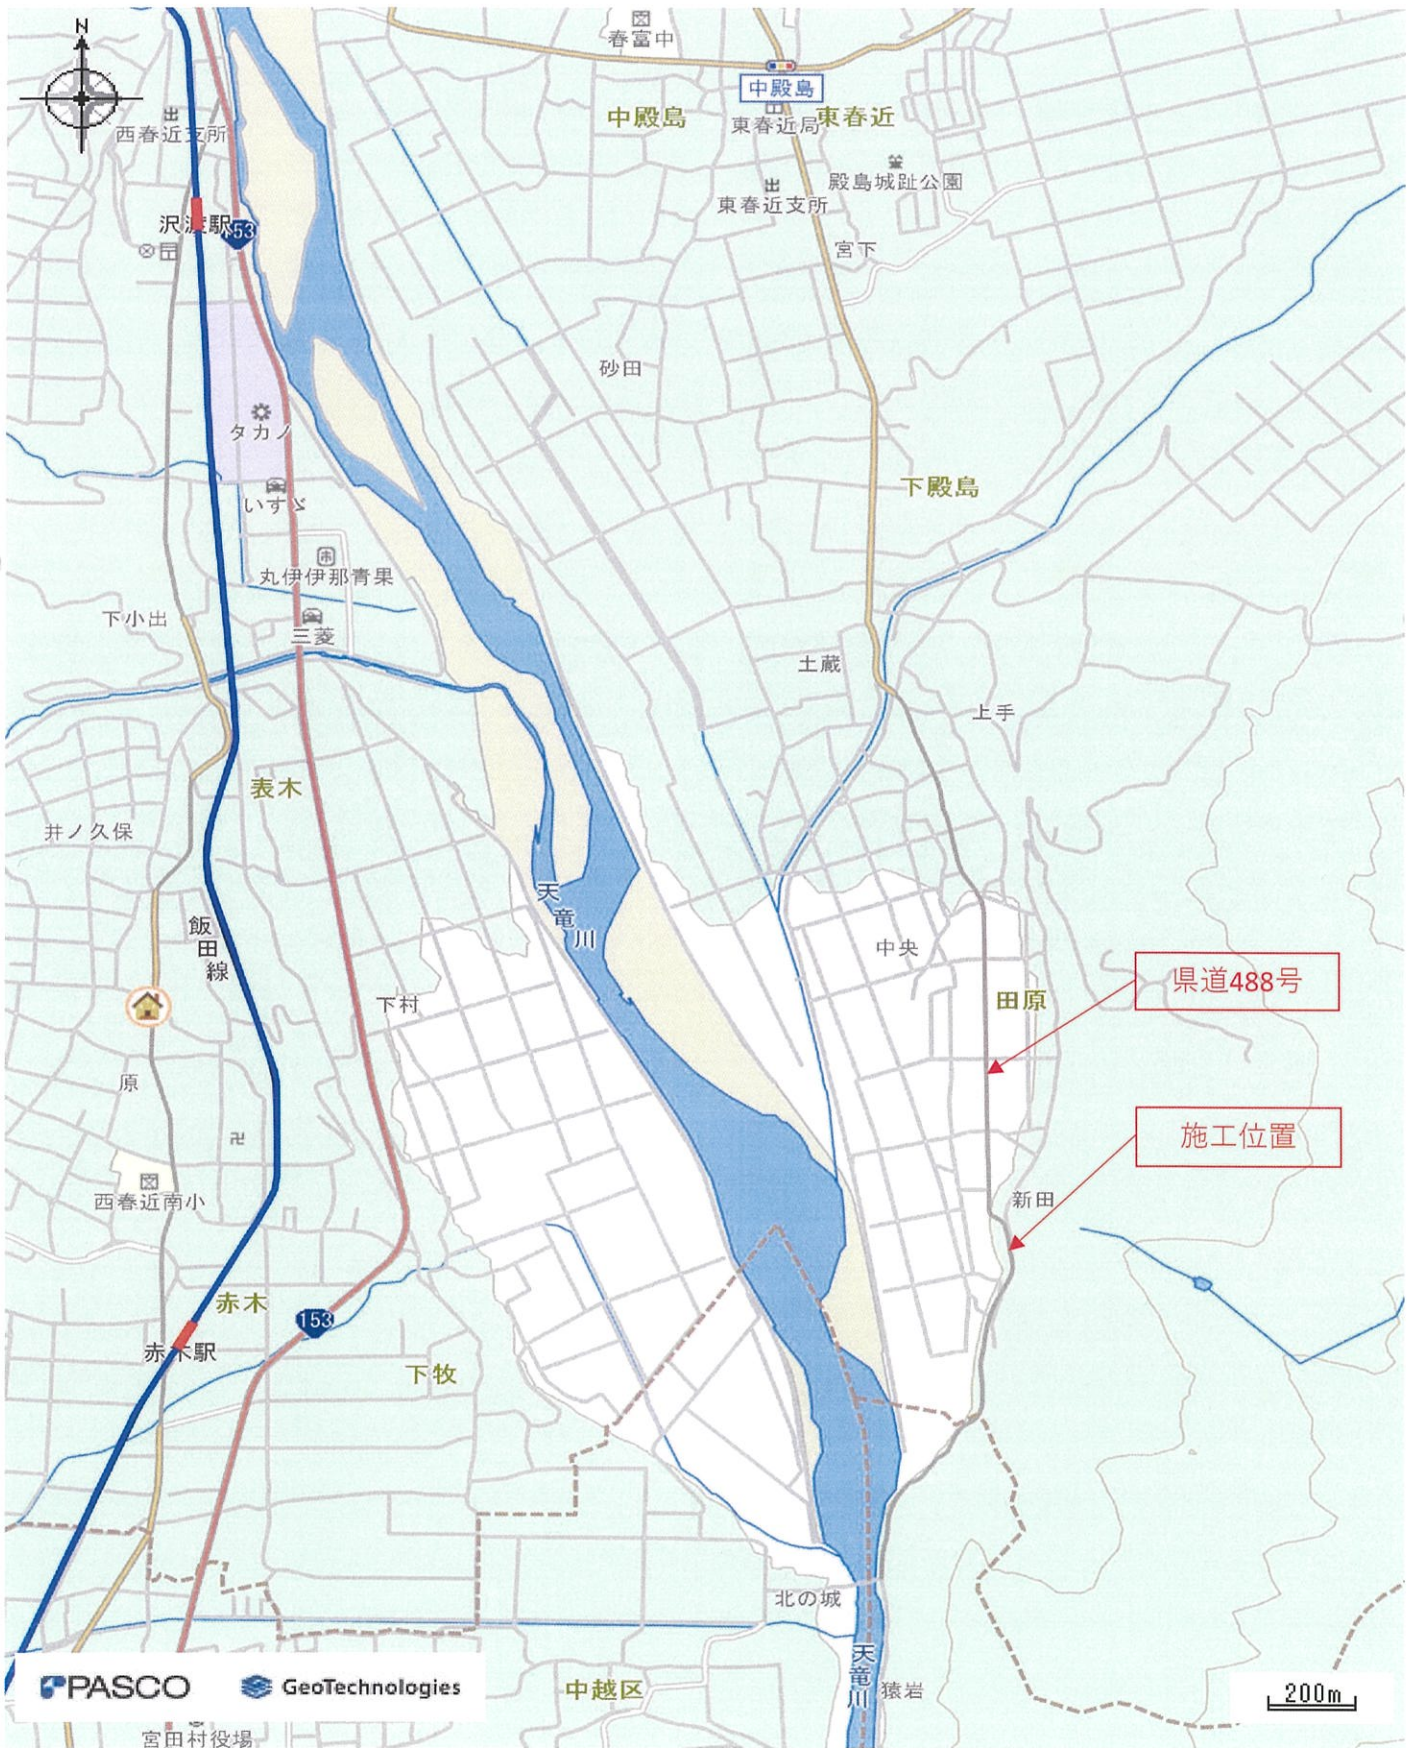 N
春富中
中殿島
中殿島
東春近
東春近局
西春近支所
殿島城趾公園
東春近支所
沢渡駅
153
宮下
砂田
タカノ
いすゞ
下殿島
丸伊伊那青果
下小出
三菱
土蔵
上手
表木
井ノ久保
天竜川
飯田線
中央
県道488号
田原
下村
原
施工位置
西春近南小
新田
赤木
153
赤木駅
下牧
北の城
天竜川
猿岩
中越区
PASCO
GeoTechnologies
200m
宮田村役場